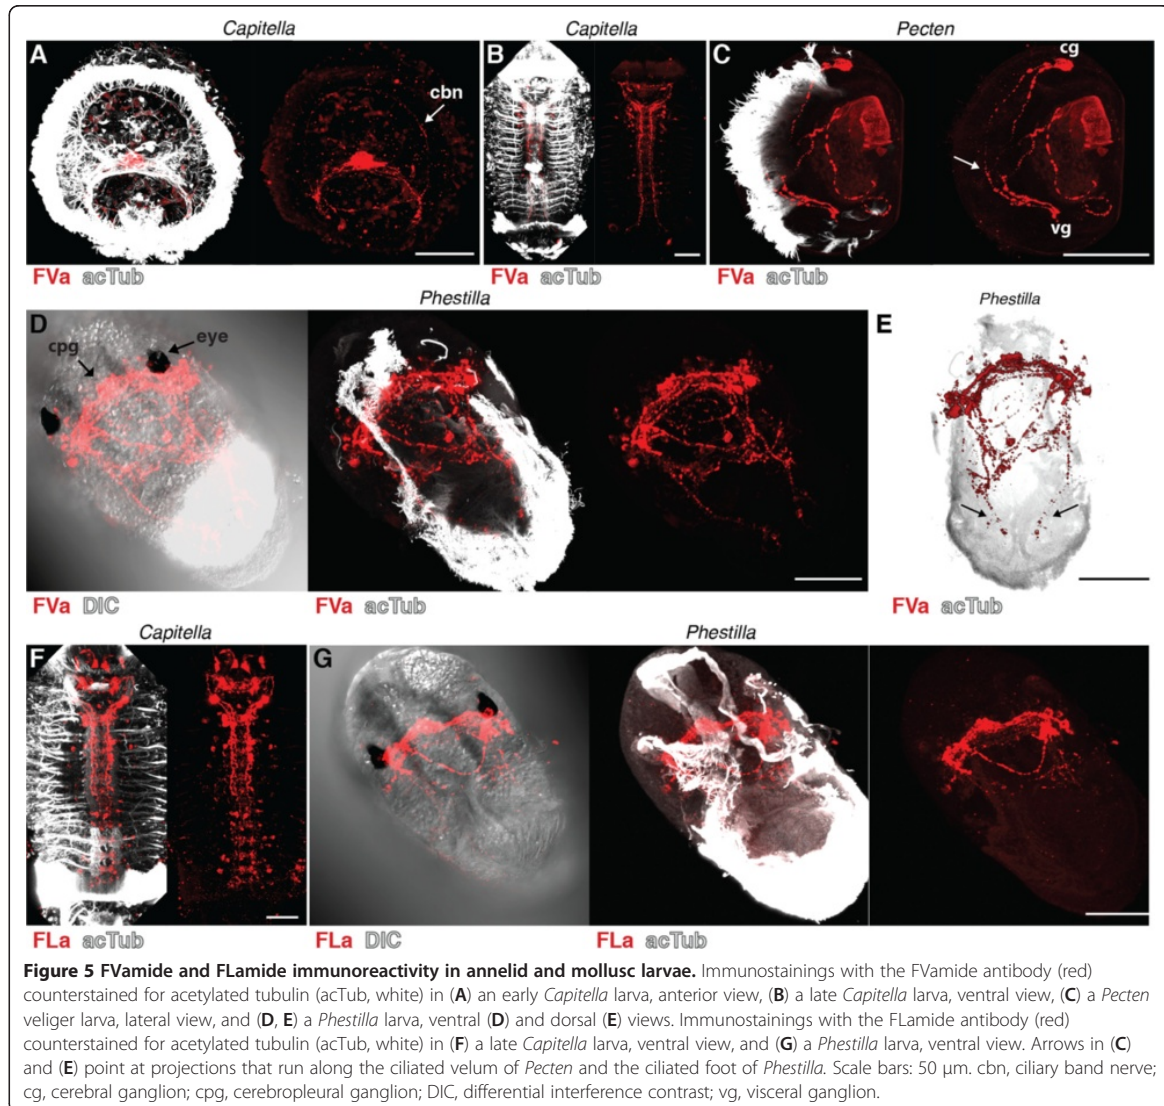 Capitella
Capitella
Pecten
A
cbn
B
C
cg
vg
FVa acTub
FVa acTub
FVa acTub
Phestilla
D
cpg
eye
Phestilla
E
FVa DIC
FVa acTub
FVa acTub
Capitella
Phestilla
F
G
FLa acTub
FLa DIC
FLa acTub
Figure 5 FVamide and FLamide immunoreactivity in annelid and mollusc larvae. Immunostainings with the FVamide antibody (red)
counterstained for acetylated tubulin (acTub, white) in (A) an early Capitella larva, anterior view, (B) a late Capitella larva, ventral view, (C) a Pecten
veliger larva, lateral view, and (D, E) a Phestilla larva, ventral (D) and dorsal (E) views. Immunostainings with the FLamide antibody (red)
counterstained for acetylated tubulin (acTub, white) in (F) a late Capitella larva, ventral view, and (G) a Phestilla larva, ventral view. Arrows in (C)
and (E) point at projections that run along the ciliated velum of Pecten and the ciliated foot of Phestilla. Scale bars: 50 μm. cbn, ciliary band nerve;
cg, cerebral ganglion; cpg, cerebropleural ganglion; DIC, differential interference contrast; vg, visceral ganglion.